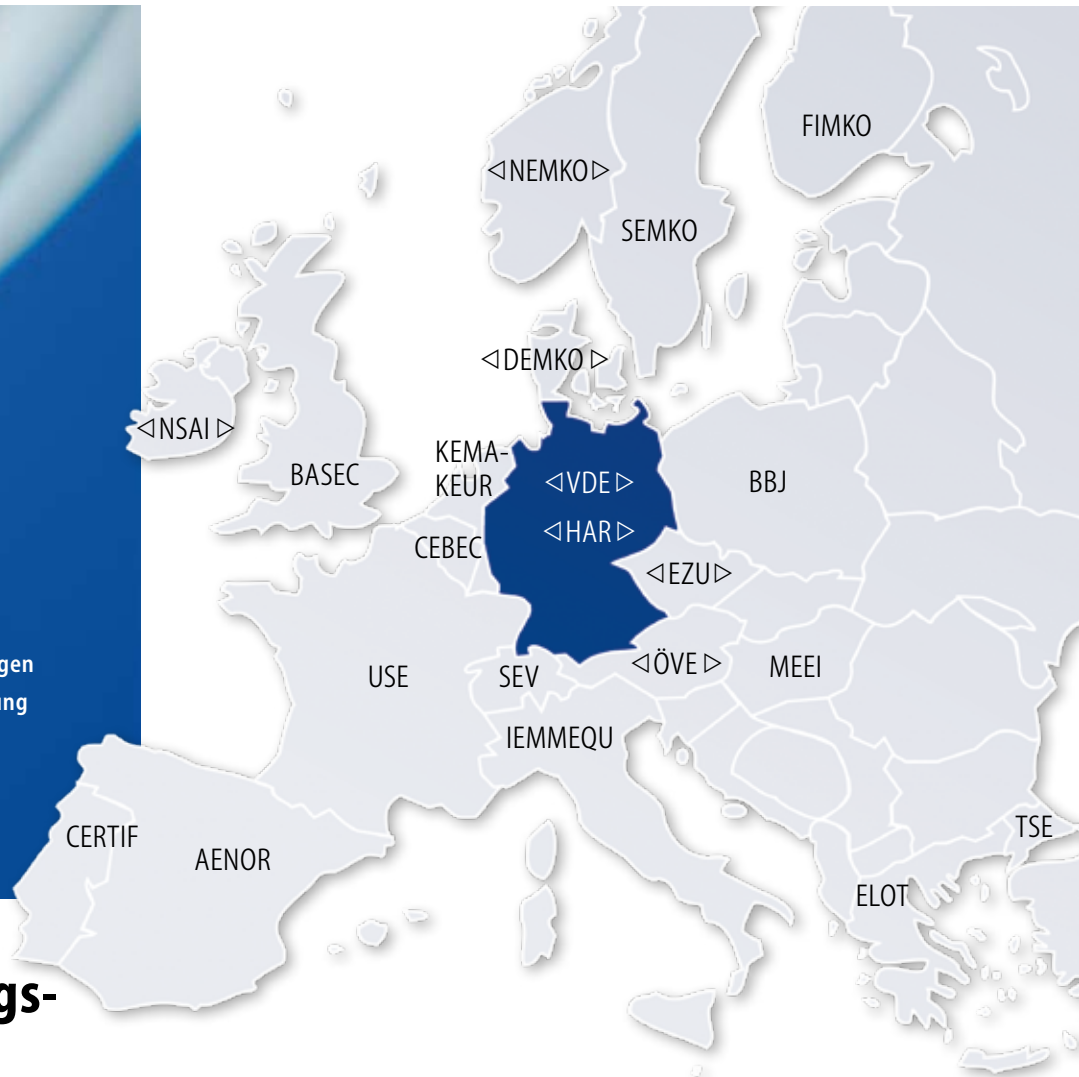 FIMKO
◁NEMKO▷
SEMKO
◁DEMKO▷
◁NSAI▷
BASEC
KEMA-
KEUR
◁VDE▷
◁HAR▷
BBJ
CEBEC
◁EZU▷
USE
SEV
◁ÖVE▷
MEEI
IEMMEQU
CERTIF
AENOR
TSE
ELOT
gen
ung
gs-